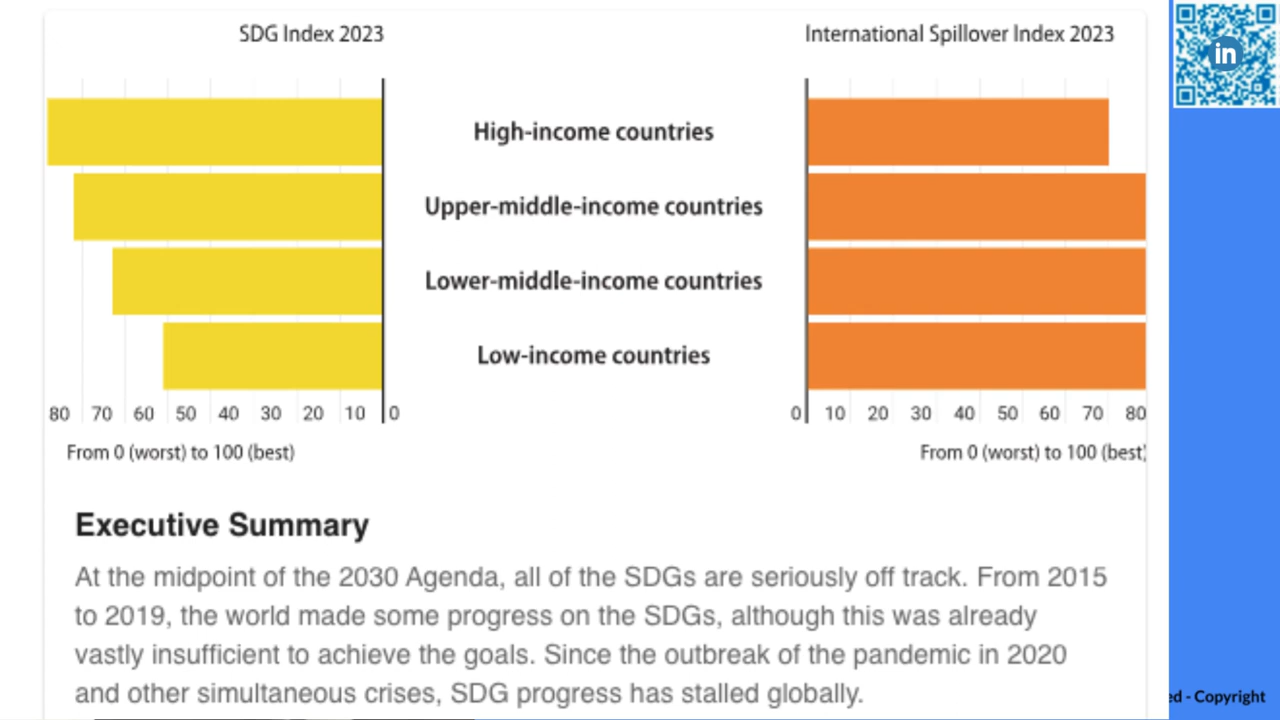 SDG Index 2023
International Spillover Index 2023
in
High-income countries
Upper-middle-income countries
Lower-middle-income countries
Low-income countries
80 70 60 50 40 30 20 10 0
0 10 20 30 40 50 60 70 80
From 0 (worst) to 100 (best)
From 0 (worst) to 100 (best)
Executive Summary
At the midpoint of the 2030 Agenda, all of the SDGs are seriously off track. From 2015
to 2019, the world made some progress on the SDGs, although this was already
vastly insufficient to achieve the goals. Since the outbreak of the pandemic in 2020
and other simultaneous crises, SDG progress has stalled globally.
ed - Copyright